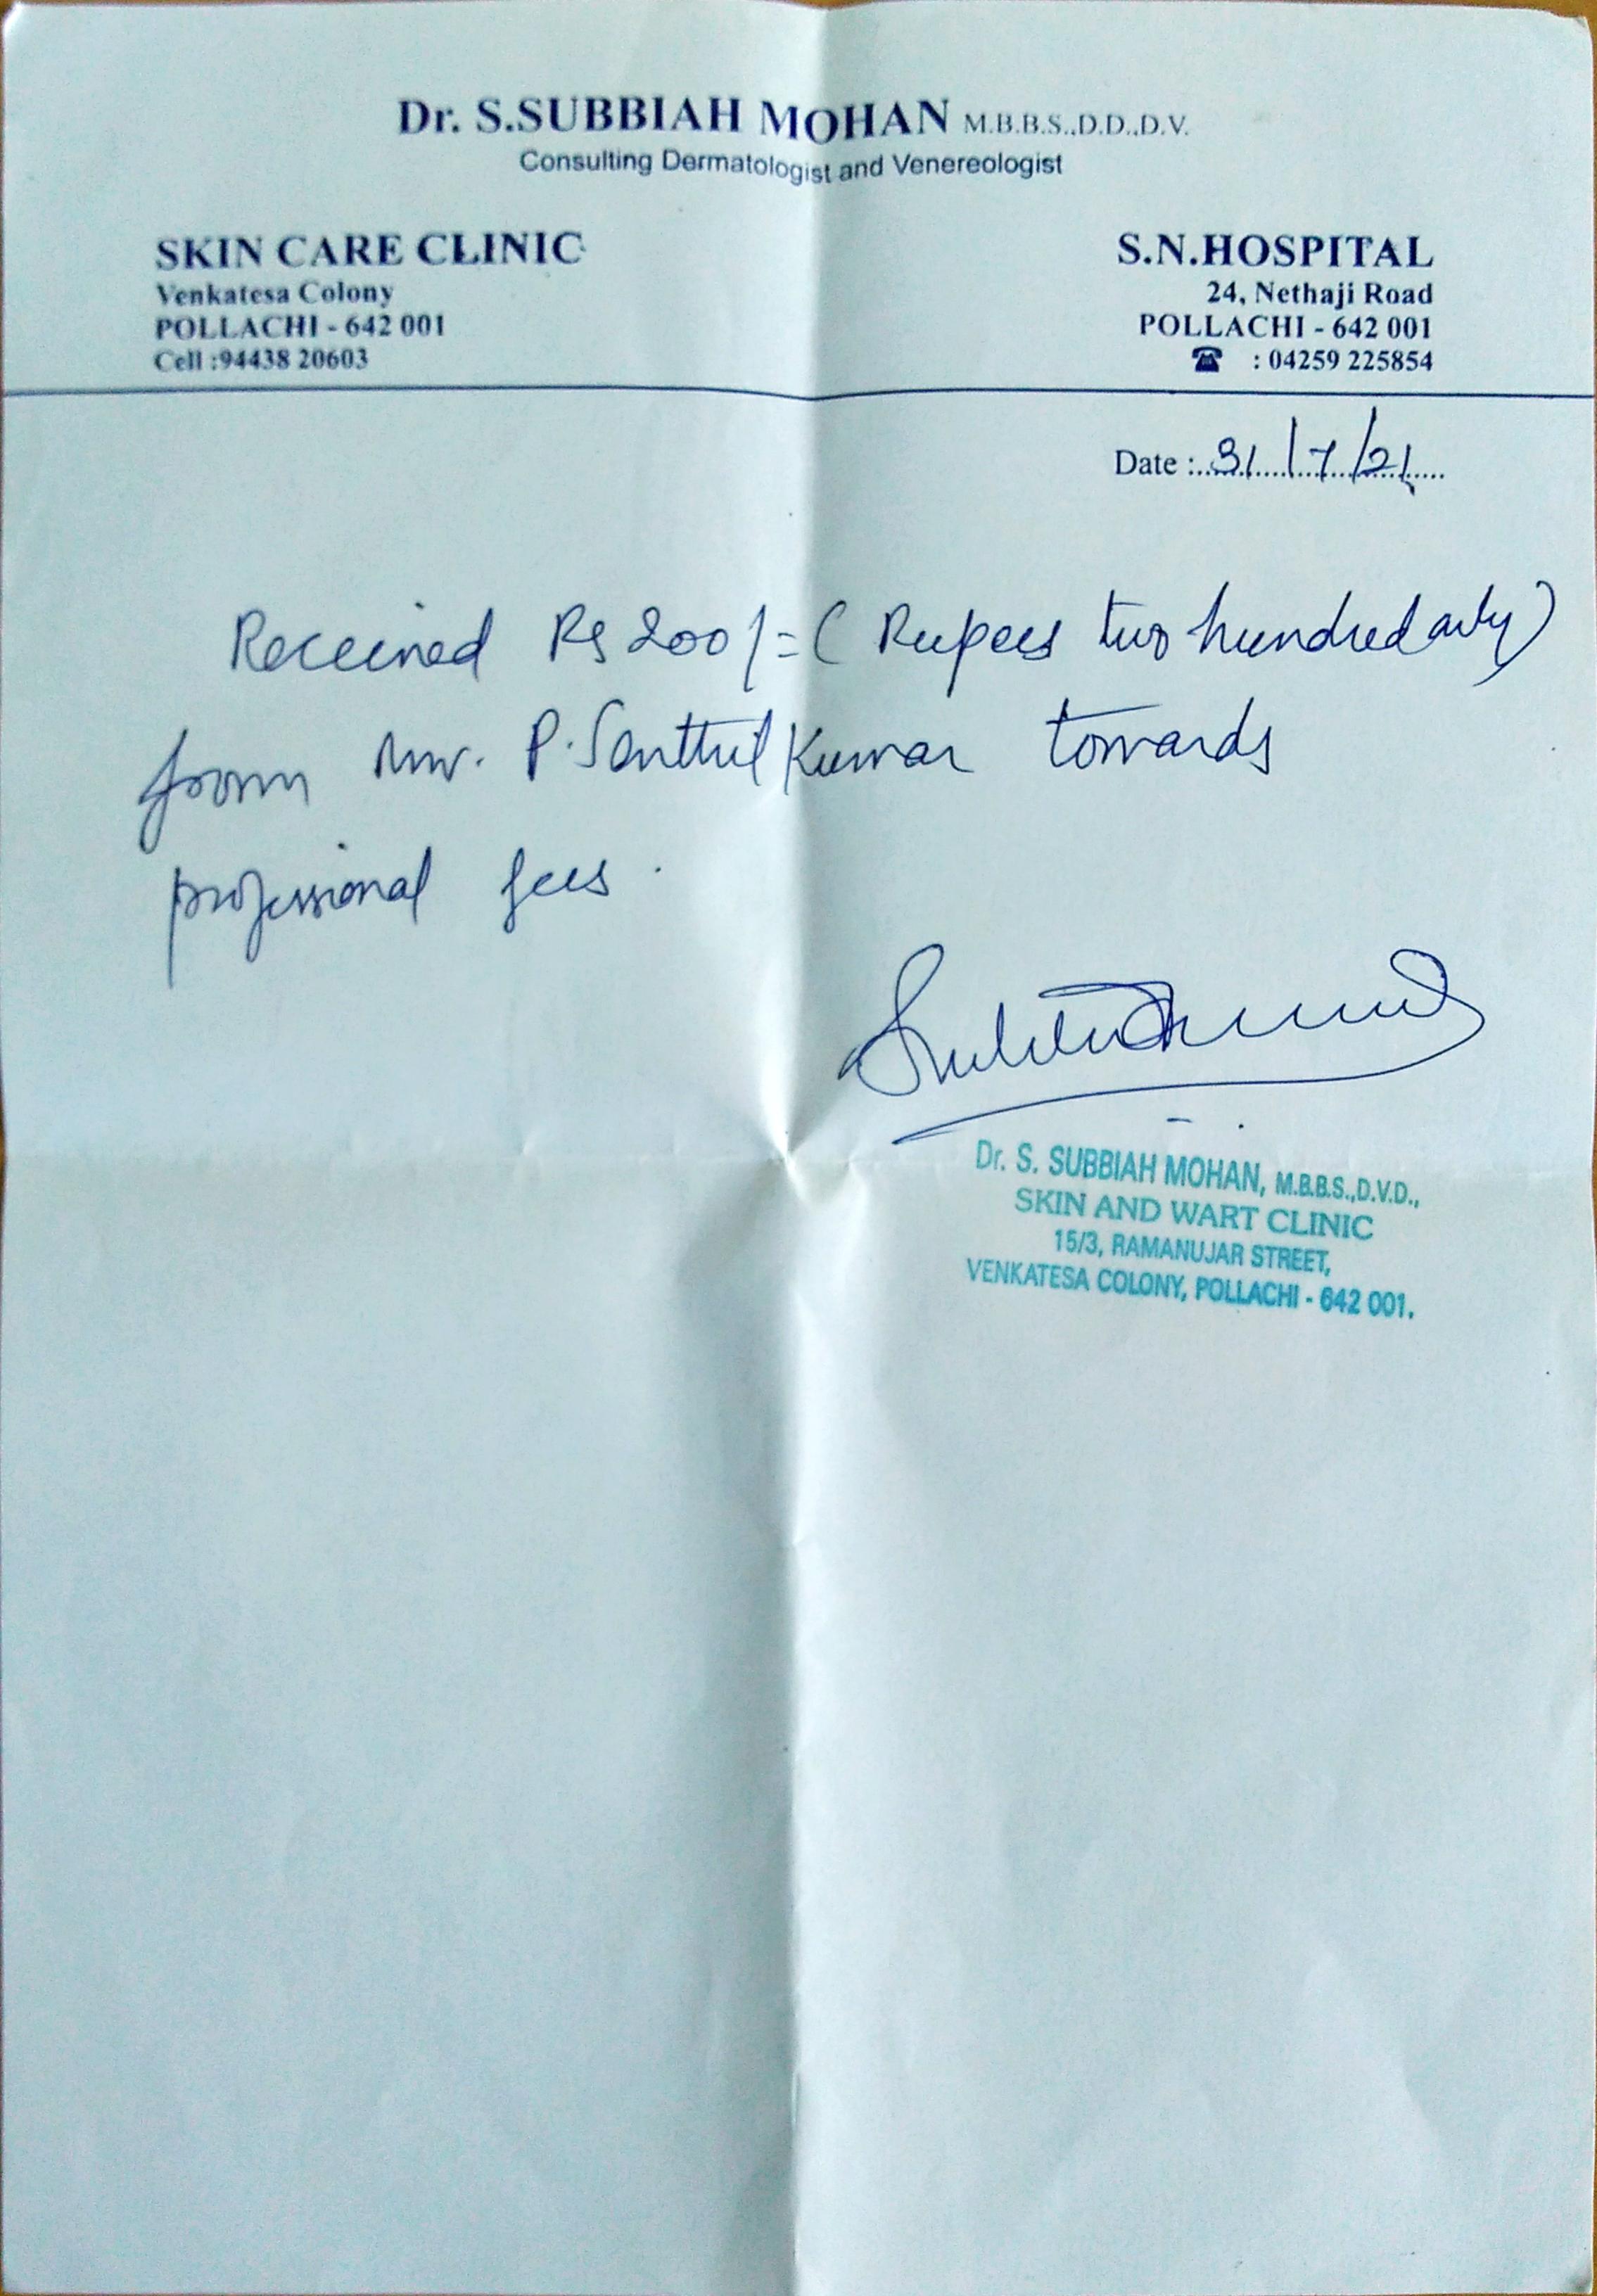 Dr. S.SUBBIAH MOHAN M.B.B.S.,D.D.,D.V.
Consulting Dermatologist and Venereologist
SKIN CARE CLINIC
Venkatesa Colony
POLLACHI - 642 001
Cell :94438 20603
S.N.HOSPITAL
24, Nethaji Road
POLLACHI - 642 001
☎ : 04259 225854
Date : 31/7/21
Received Rs 200/= (Rupees two hundred only)
from Mr. P. Senthil Kumar towards
professional fees.
Dr. S. SUBBIAH MOHAN, M.B.B.S.,D.V.D.,
SKIN AND WART CLINIC
15/3, RAMANUJAR STREET,
VENKATESA COLONY, POLLACHI - 642 001.